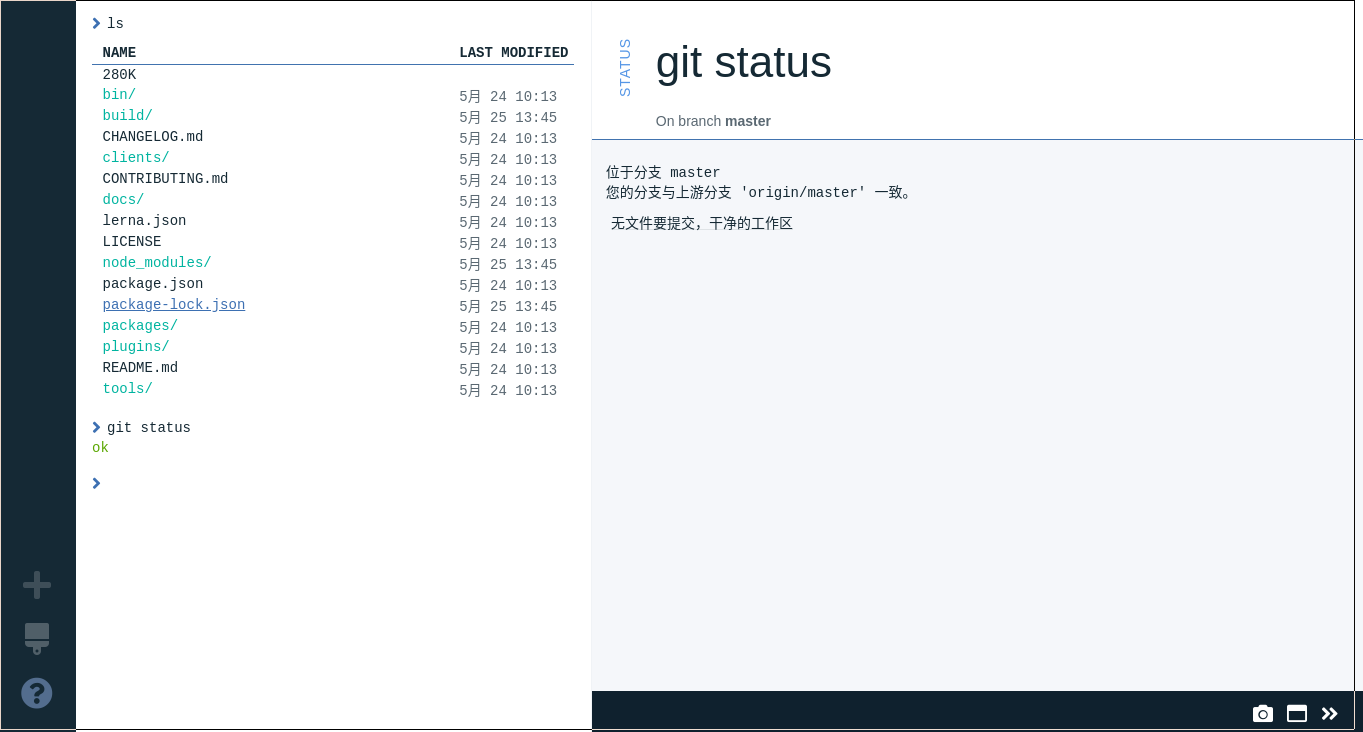 ls
NAME LAST MODIFIED
280K
bin/ 5月 24 10:13
build/ 5月 25 13:45
CHANGELOG.md 5月 24 10:13
clients/ 5月 24 10:13
CONTRIBUTING.md 5月 24 10:13
docs/ 5月 24 10:13
lerna.json 5月 24 10:13
LICENSE 5月 24 10:13
node_modules/ 5月 25 13:45
package.json 5月 24 10:13
package-lock.json 5月 25 13:45
packages/ 5月 24 10:13
plugins/ 5月 24 10:13
README.md 5月 24 10:13
tools/ 5月 24 10:13
git status
ok
STATUS
git status
On branch master
位于分支 master
您的分支与上游分支 'origin/master' 一致。
无文件要提交，干净的工作区